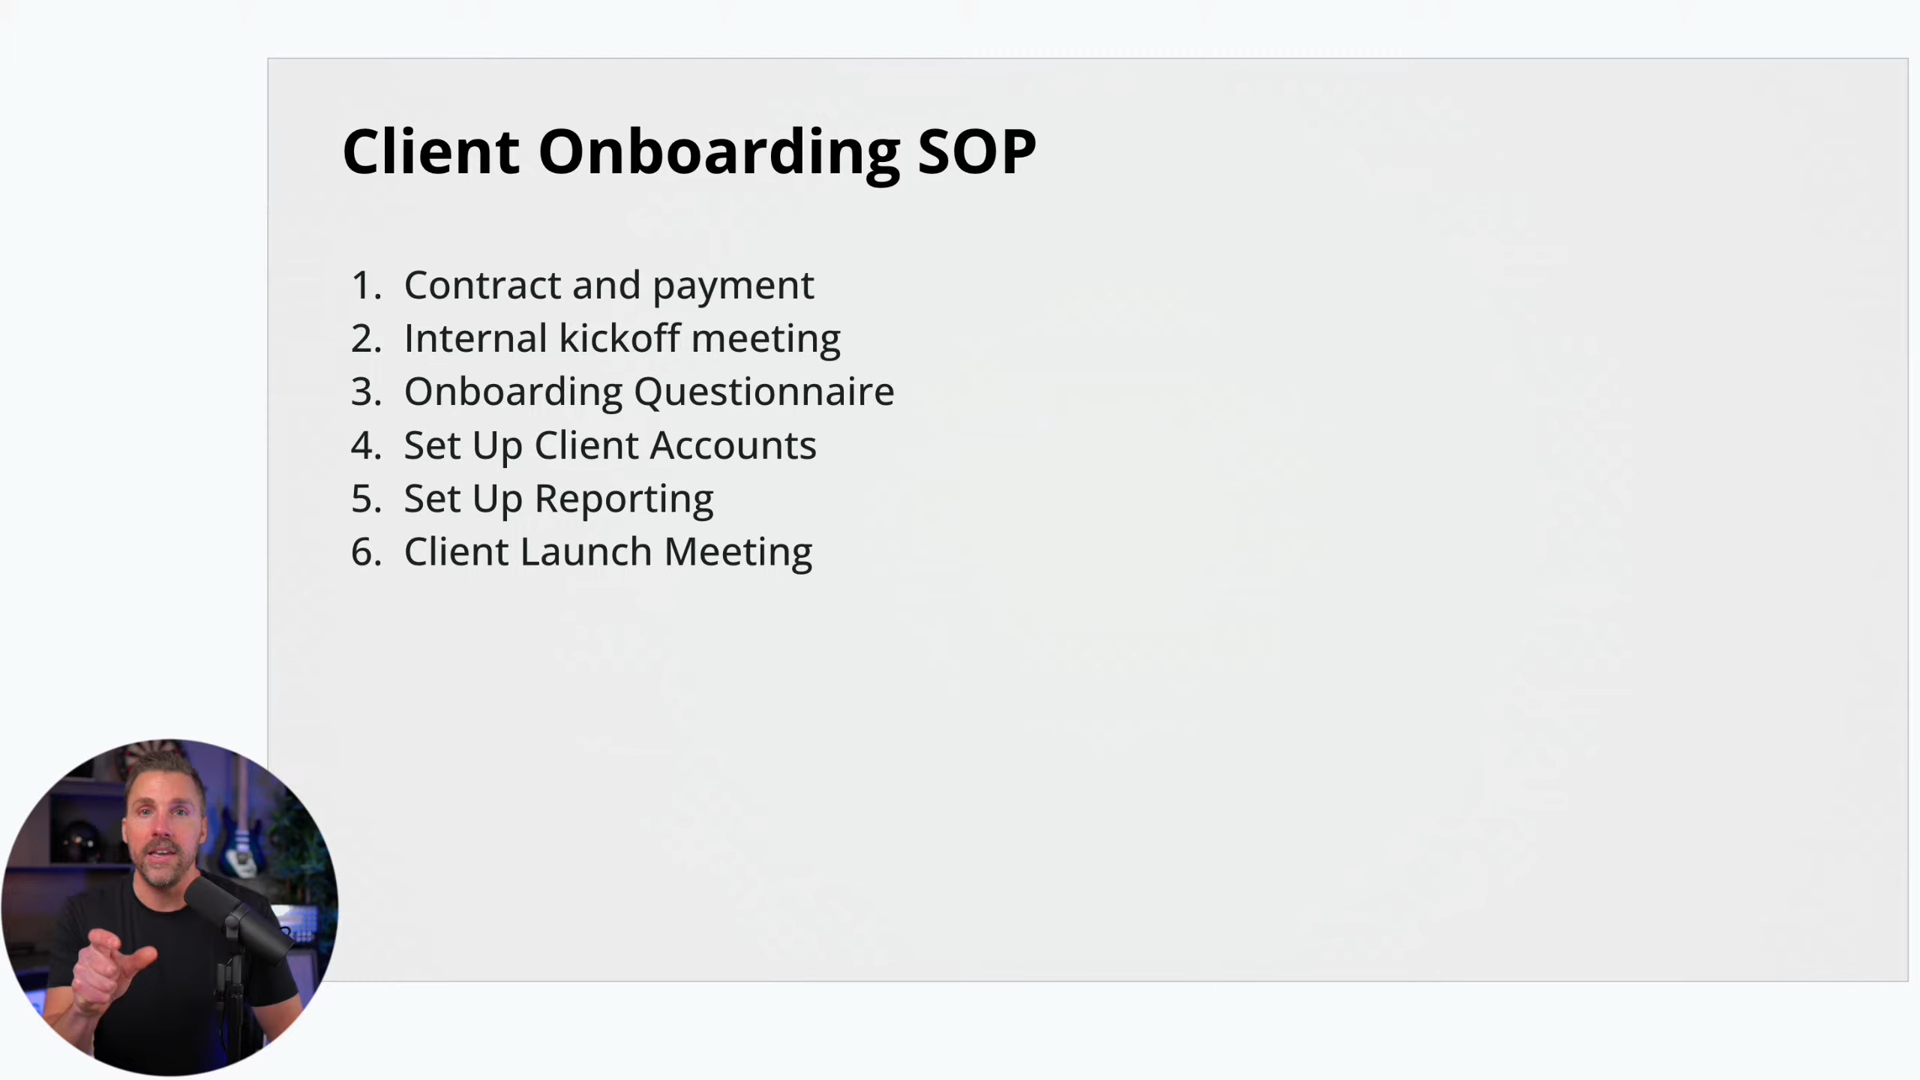 Client Onboarding SOP
1. Contract and payment
2. Internal kickoff meeting
3. Onboarding Questionnaire
4. Set Up Client Accounts
5. Set Up Reporting
6. Client Launch Meeting